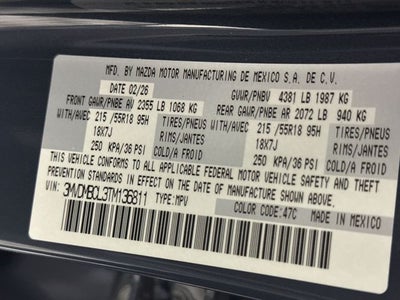 MFD. BY MAZDA MOTOR MANUFACTURING DE MEXICO S.A. DE C.V.
DATE 02/26 GVWR/PNBV 4381 LB 1987 KG
FRONT GAWR/PNBE AV 2355 LB 1068 KG REAR GAWR/PNBE AR 2072 LB 940 KG
WITH/AVEC 215 /55R18 95H TIRES/PNEUS WITH/AVEC 215 /55R18 95H TIRES/PNEUS
18X7J RIMS/JANTES 18X7J RIMS/JANTES
250 KPA/36 PSI COLD/A FROID 250 KPA/36 PSI COLD/A FROID
THIS VEHICLE CONFORMS TO ALL APPLICABLE FEDERAL MOTOR VEHICLE SAFETY AND THEFT
PREVENTION STANDARDS IN EFFECT ON THE DATE OF MANUFACTURE SHOWN ABOVE.
3MVDMBCL3TM136811 TYPE:MPV
COLOR CODE:47C MADE IN MEXICO